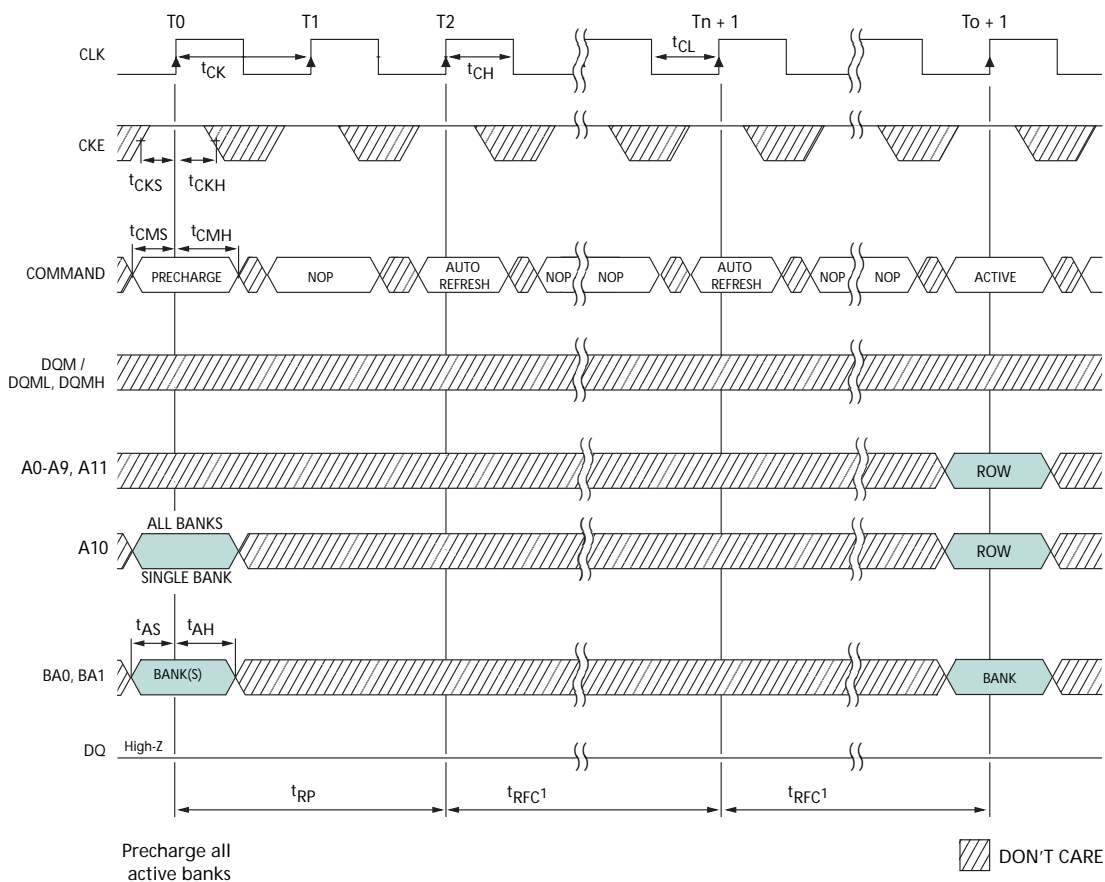 T0 T1 T2 Tn + 1 To + 1
CLK
tCK tCH tCL
CKE
tCKS tCKH
tCMS tCMH
COMMAND PRECHARGE NOP AUTO REFRESH NOP NOP AUTO REFRESH NOP NOP ACTIVE
DQM /
DQML, DQMH
A0-A9, A11 ROW
ALL BANKS
A10 ROW
SINGLE BANK
tAS tAH
BA0, BA1 BANK(S) BANK
DQ High-Z
tRP tRFC1 tRFC1
Precharge all
active banks
DON'T CARE